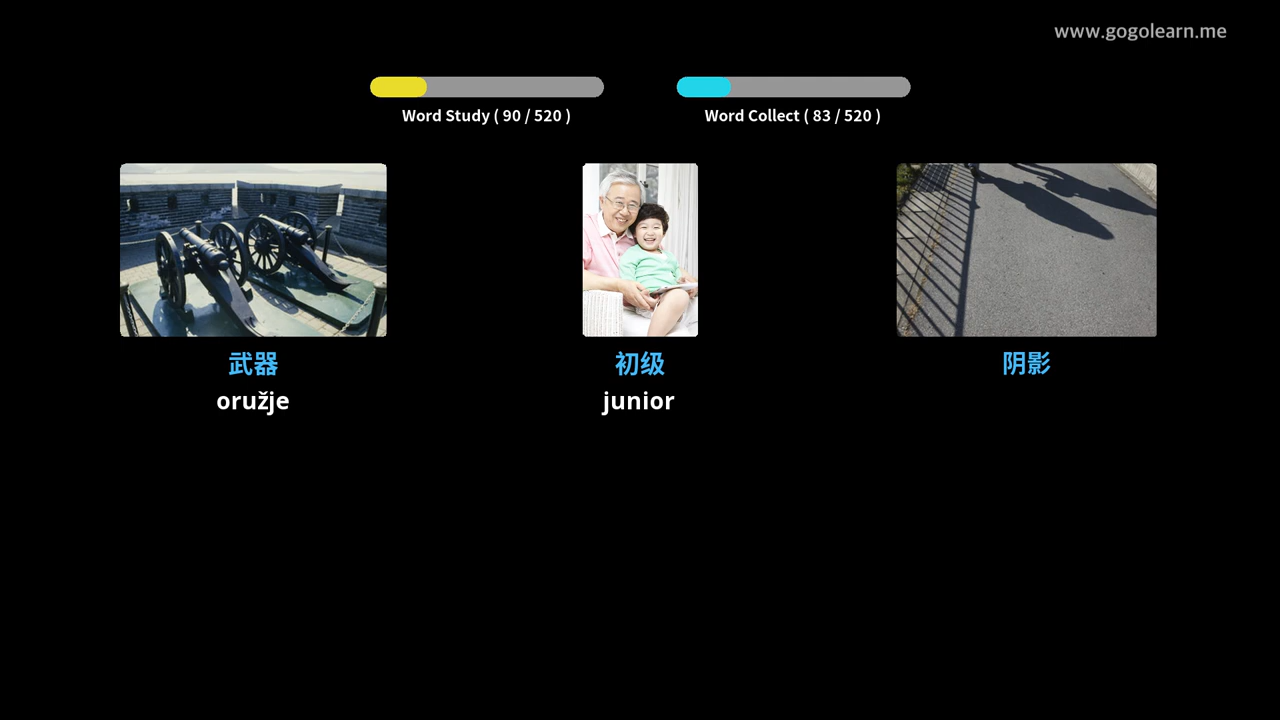 www.gogolearn.me
Word Study ( 90 / 520 )
Word Collect ( 83 / 520 )
武器
初级
阴影
oružje
junior